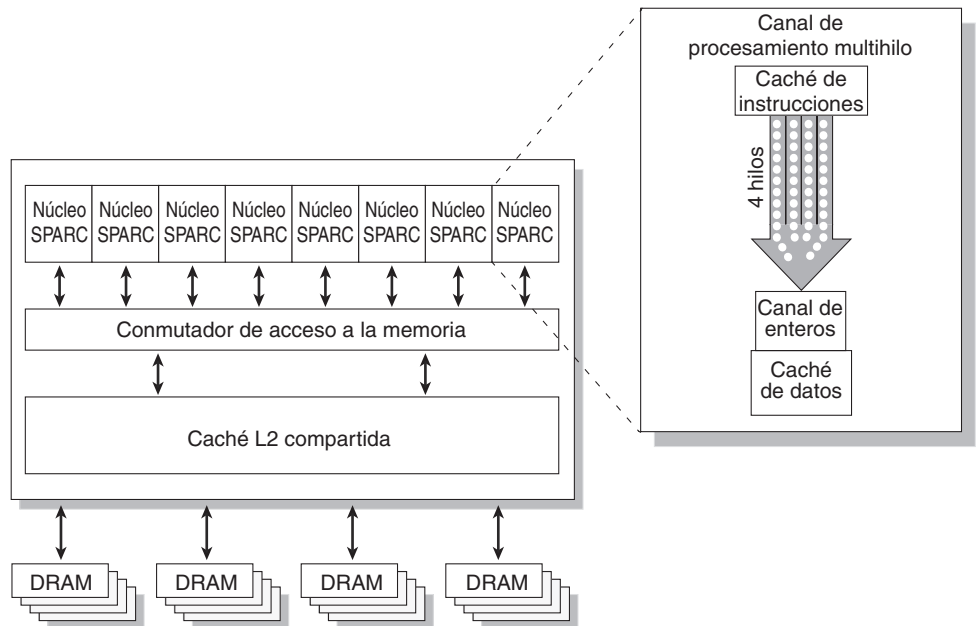 Canal de
procesamiento multihilo
Caché de
instrucciones
4 hilos
Canal de
enteros
Caché
de datos
Núcleo
SPARC
Núcleo
SPARC
Núcleo
SPARC
Núcleo
SPARC
Núcleo
SPARC
Núcleo
SPARC
Núcleo
SPARC
Núcleo
SPARC
Conmutador de acceso a la memoria
Caché L2 compartida
DRAM
DRAM
DRAM
DRAM